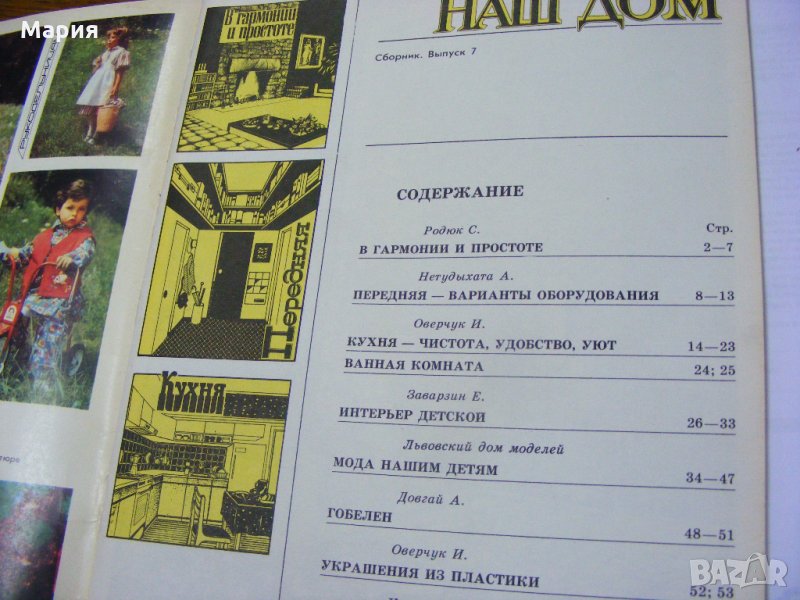 Мария
РУКОДЕЛЬНИЦА
тюра
В гармонии
и простоте
Передняя
Кухня
НАШ ДОМ
Сборник. Выпуск 7
СОДЕРЖАНИЕ
Родюк С. Стр.
В ГАРМОНИИ И ПРОСТОТЕ 2—7
Нетудыхата А.
ПЕРЕДНЯЯ — ВАРИАНТЫ ОБОРУДОВАНИЯ 8—13
Оверчук И.
КУХНЯ — ЧИСТОТА, УДОБСТВО, УЮТ 14—23
ВАННАЯ КОМНАТА 24; 25
Заварзин Е.
ИНТЕРЬЕР ДЕТСКОЙ 26—33
Львовский дом моделей
МОДА НАШИМ ДЕТЯМ 34—47
Довгай А.
ГОБЕЛЕН 48—51
Оверчук И.
УКРАШЕНИЯ ИЗ ПЛАСТИКИ 52; 53
BAZAR